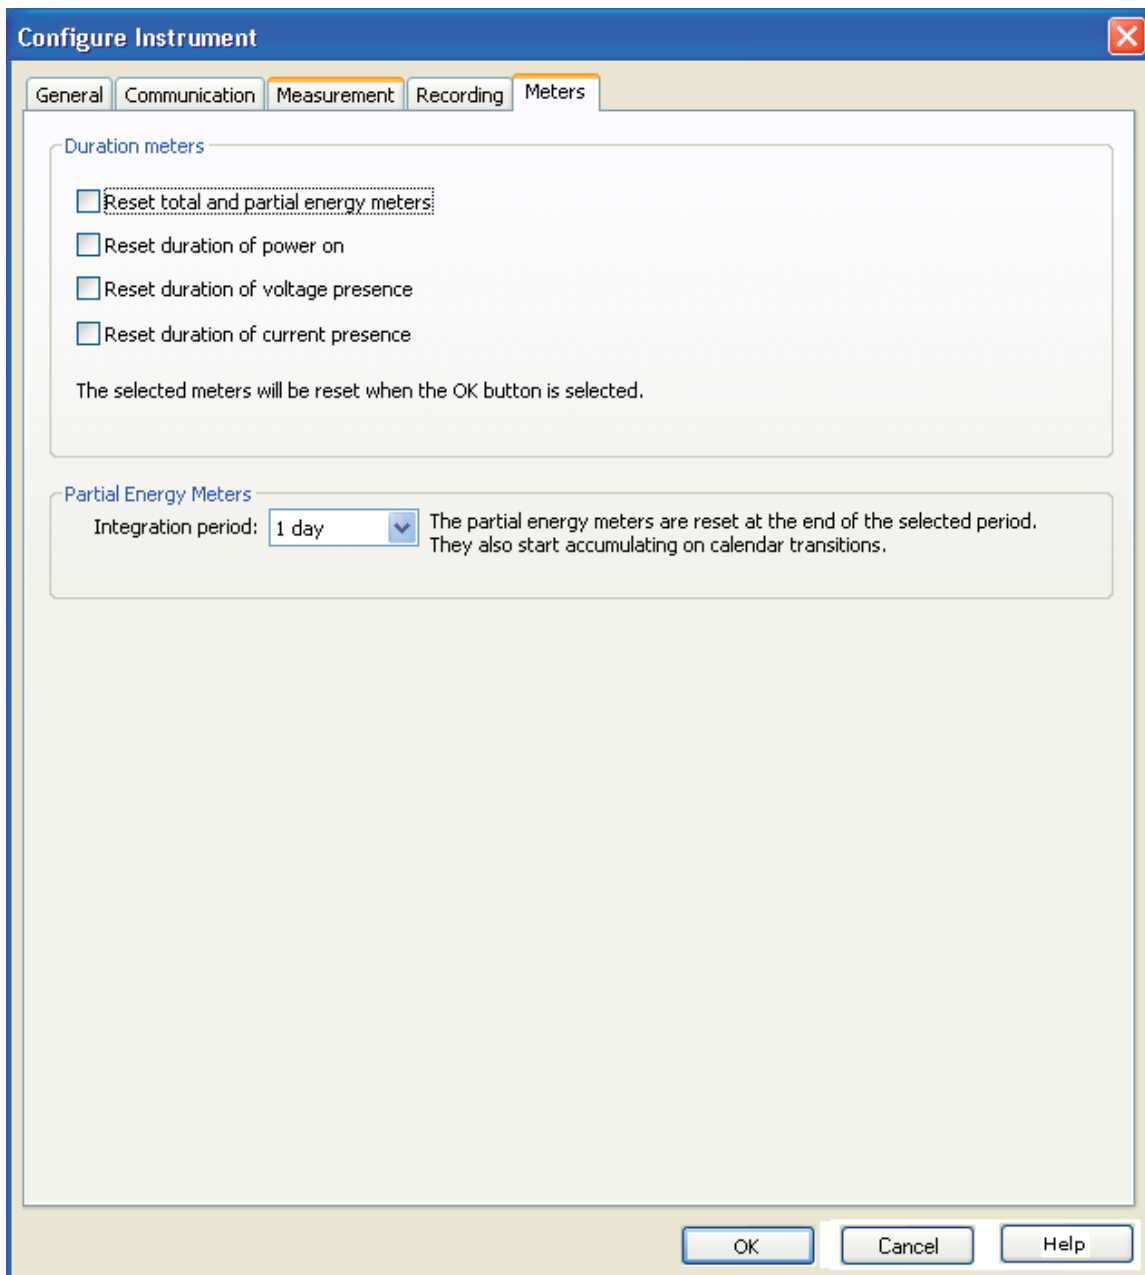 Configure Instrument
General Communication Measurement Recording Meters
Duration meters
Reset total and partial energy meters
Reset duration of power on
Reset duration of voltage presence
Reset duration of current presence
The selected meters will be reset when the OK button is selected.
Partial Energy Meters
Integration period: 1 day The partial energy meters are reset at the end of the selected period.
They also start accumulating on calendar transitions.
OK Cancel Help